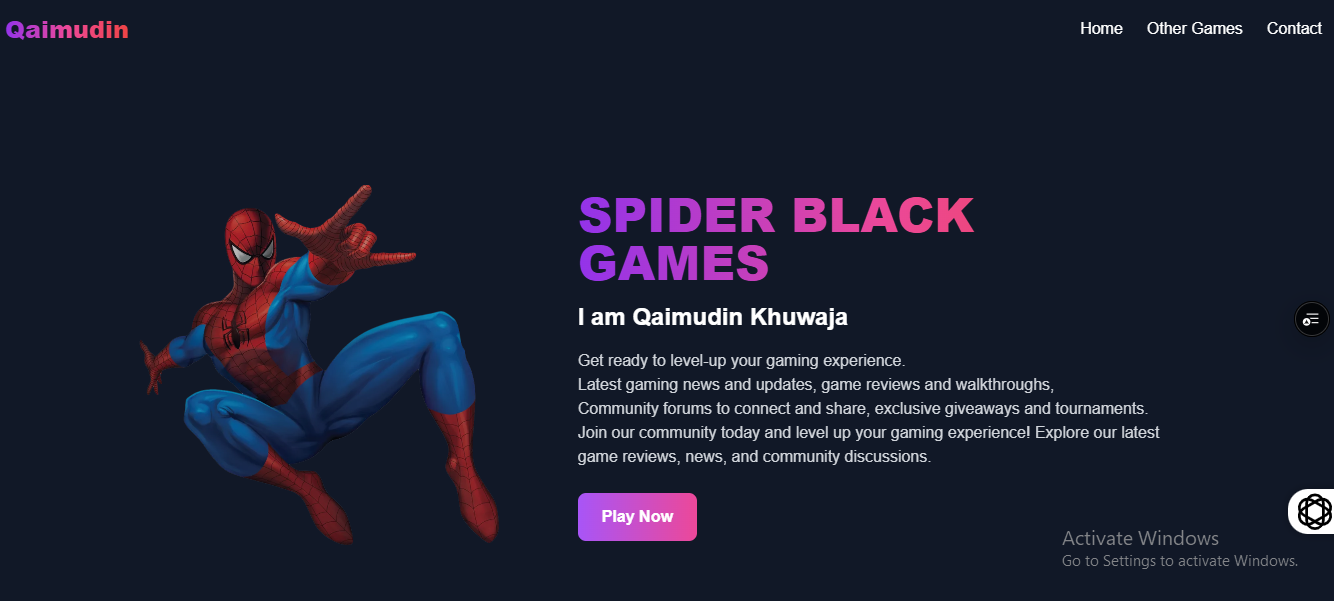 Qaimudin
Home Other Games Contact
SPIDER BLACK
GAMES
I am Qaimudin Khuwaja
Get ready to level-up your gaming experience.
Latest gaming news and updates, game reviews and walkthroughs,
Community forums to connect and share, exclusive giveaways and tournaments.
Join our community today and level up your gaming experience! Explore our latest
game reviews, news, and community discussions.
Play Now
Activate Windows
Go to Settings to activate Windows.